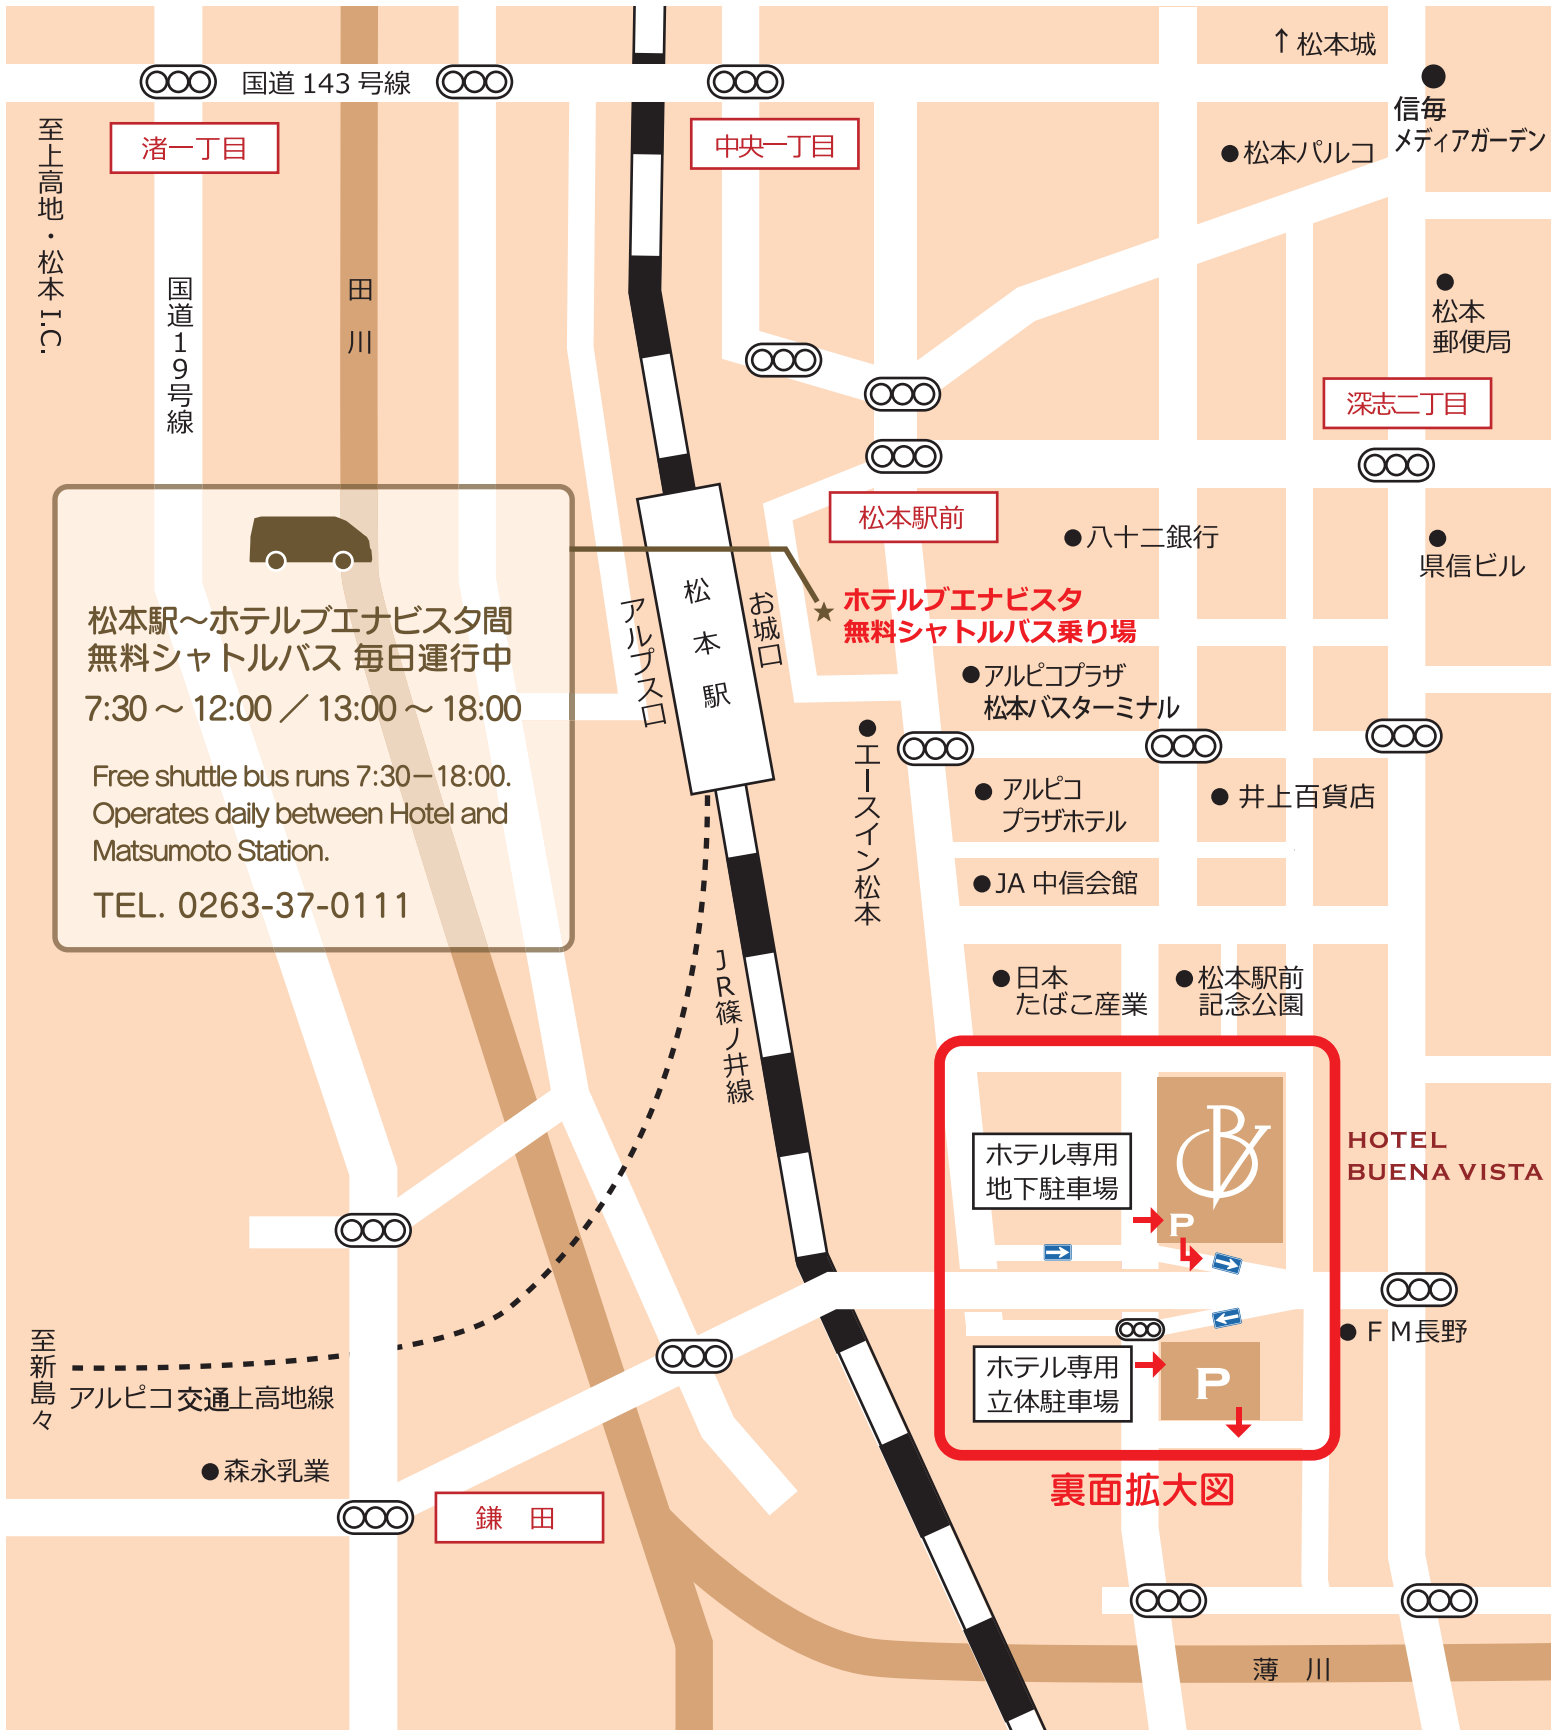 ↑松本城
国道 143 号線
信毎
メディアガーデン
渚一丁目
中央一丁目
●松本パルコ
至上高地・松本 I.C.
国道19号線
田川
松本
郵便局
深志二丁目
松本駅前
●八十二銀行
県信ビル
松本駅〜ホテルブエナビスタ間
無料シャトルバス 毎日運行中
7:30 〜 12:00 ／ 13:00 〜 18:00
Free shuttle bus runs 7:30−18:00.
Operates daily between Hotel and
Matsumoto Station.
TEL. 0263-37-0111
アルプス口
松本駅
お城口
★ホテルブエナビスタ
無料シャトルバス乗り場
●アルピコプラザ
松本バスターミナル
●エースイン松本
● アルピコ
プラザホテル
● 井上百貨店
●JA 中信会館
JR篠ノ井線
●日本
たばこ産業
●松本駅前
記念公園
ホテル専用
地下駐車場
P
BV
HOTEL
BUENA VISTA
ホテル専用
立体駐車場
P
● FM長野
裏面拡大図
至新島々
アルピコ交通上高地線
●森永乳業
鎌　田
薄　川